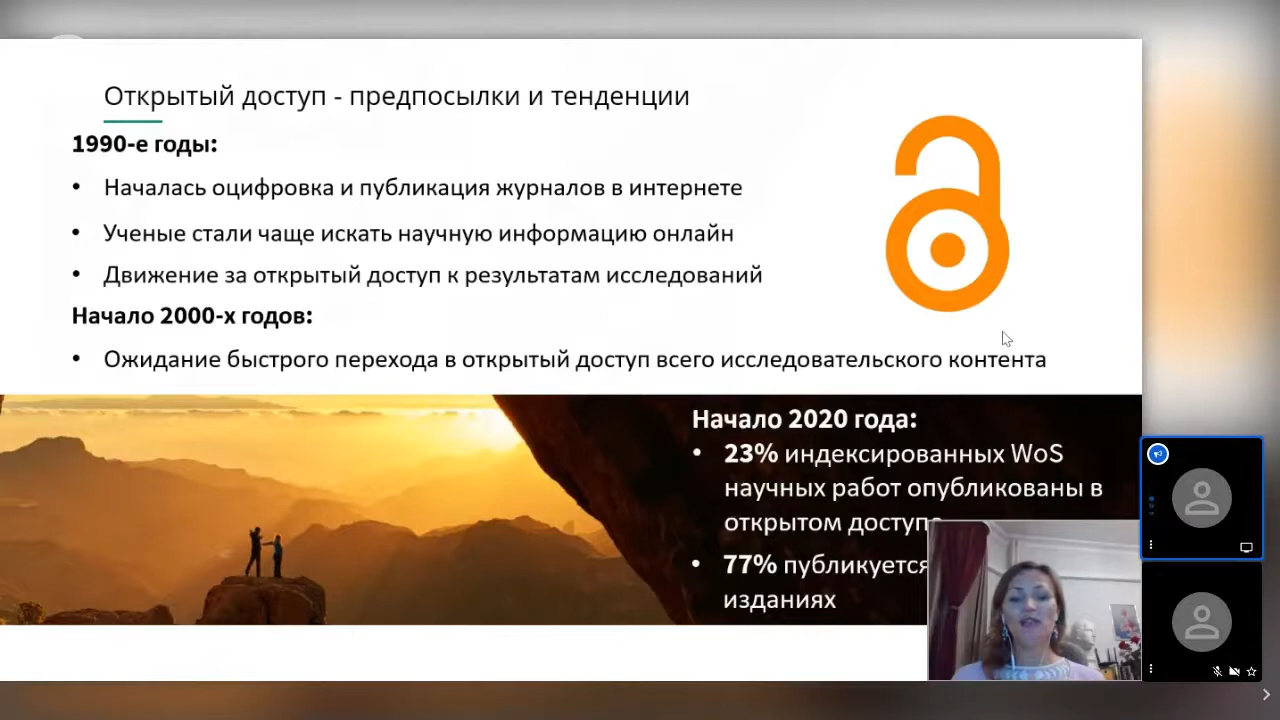 Открытый доступ - предпосылки и тенденции
1990-е годы:
• Началась оцифровка и публикация журналов в интернете
• Ученые стали чаще искать научную информацию онлайн
• Движение за открытый доступ к результатам исследований
Начало 2000-х годов:
• Ожидание быстрого перехода в открытый доступ всего исследовательского контента
Начало 2020 года:
• 23% индексированных WoS
научных работ опубликованы в
открытом доступе
• 77% публикуется
изданиях